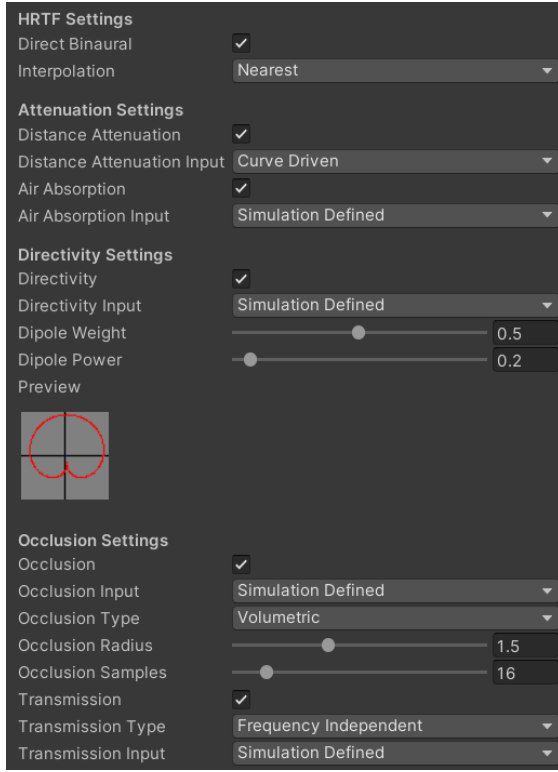 HRTF Settings
Direct Binaural
Interpolation Nearest
Attenuation Settings
Distance Attenuation
Distance Attenuation Input Curve Driven
Air Absorption
Air Absorption Input Simulation Defined
Directivity Settings
Directivity
Directivity Input Simulation Defined
Dipole Weight 0.5
Dipole Power 0.2
Preview
Occlusion Settings
Occlusion
Occlusion Input Simulation Defined
Occlusion Type Volumetric
Occlusion Radius 1.5
Occlusion Samples 16
Transmission
Transmission Type Frequency Independent
Transmission Input Simulation Defined